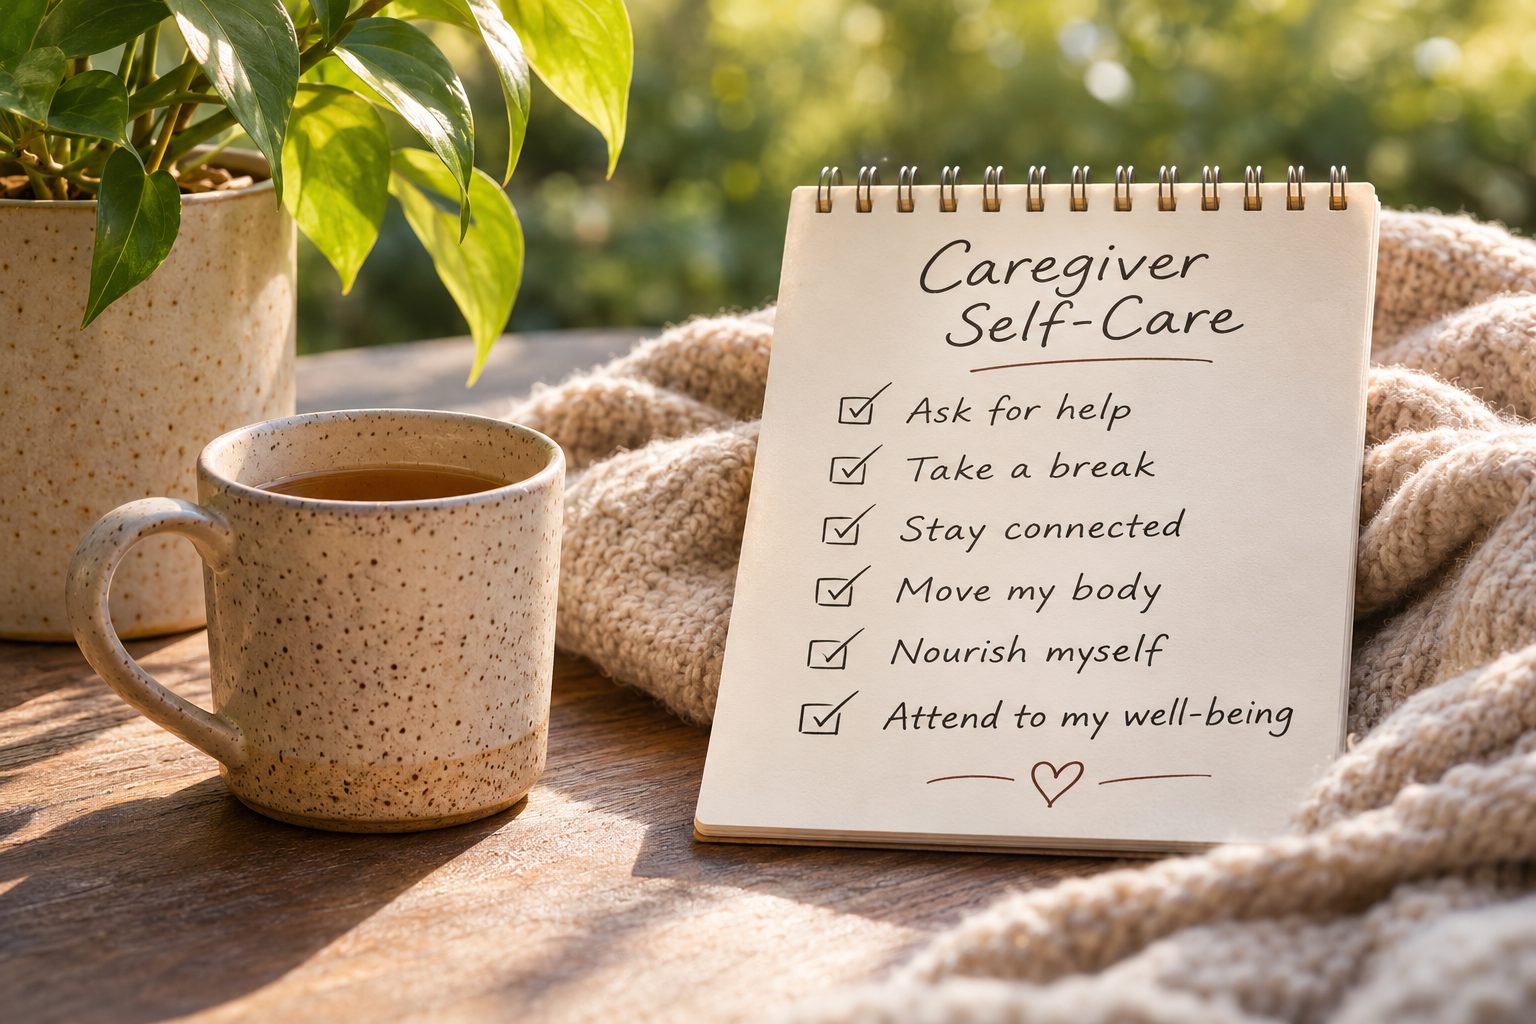 Caregiver
Self-Care
Ask for help
Take a break
Stay connected
Move my body
Nourish myself
Attend to my well-being